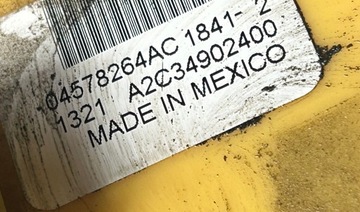 04578264AC 1841- 2
1321 A2C34902400
MADE IN MEXICO